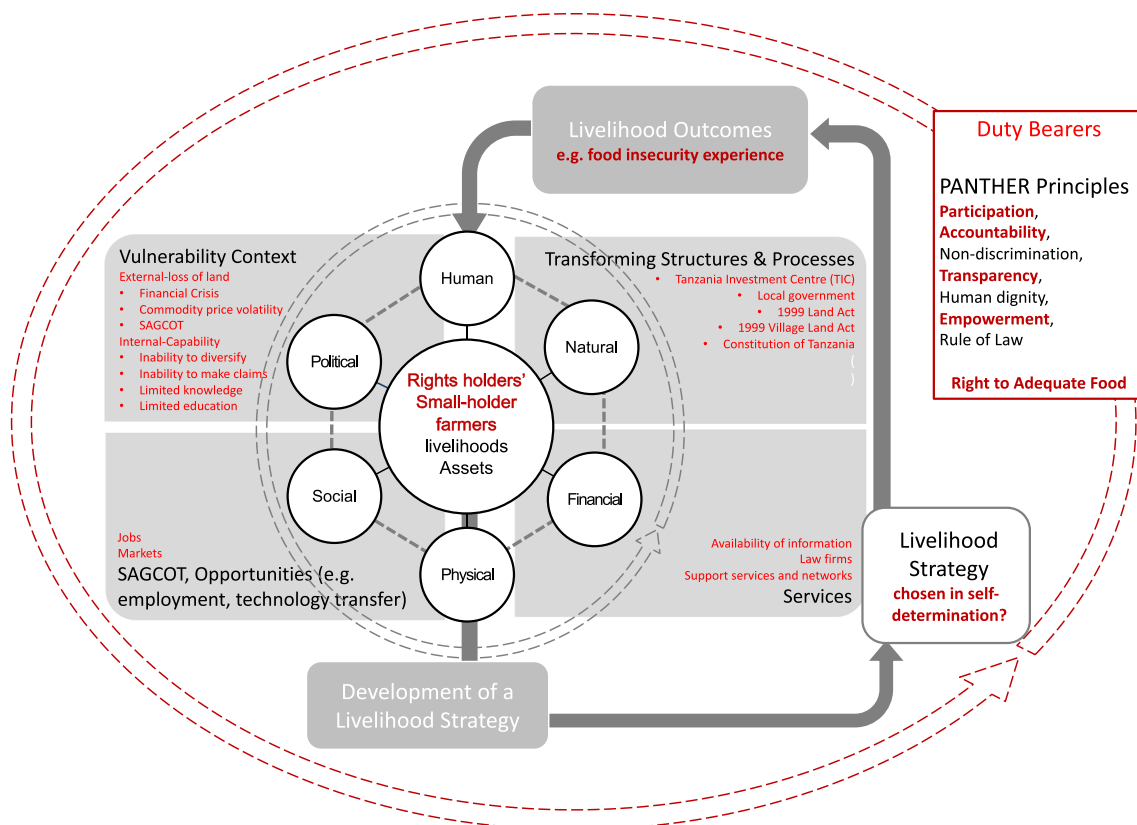 Livelihood Outcomes
e.g. food insecurity experience
Duty Bearers
PANTHER Principles
Participation,
Accountability,
Non-discrimination,
Transparency,
Human dignity,
Empowerment,
Rule of Law
Right to Adequate Food
Vulnerability Context
External-loss of land
• Financial Crisis
• Commodity price volatility
• SAGCOT
Internal-Capability
• Inability to diversify
• Inability to make claims
• Limited knowledge
• Limited education
Transforming Structures & Processes
• Tanzania Investment Centre (TIC)
• Local government
• 1999 Land Act
• 1999 Village Land Act
• Constitution of Tanzania
(
)
Human
Political
Natural
Rights holders'
Small-holder
farmers
livelihoods
Assets
Social
Financial
Physical
Jobs
Markets
SAGCOT, Opportunities (e.g.
employment, technology transfer)
Availability of information
Law firms
Support services and networks
Services
Livelihood
Strategy
chosen in self-
determination?
Development of a
Livelihood Strategy